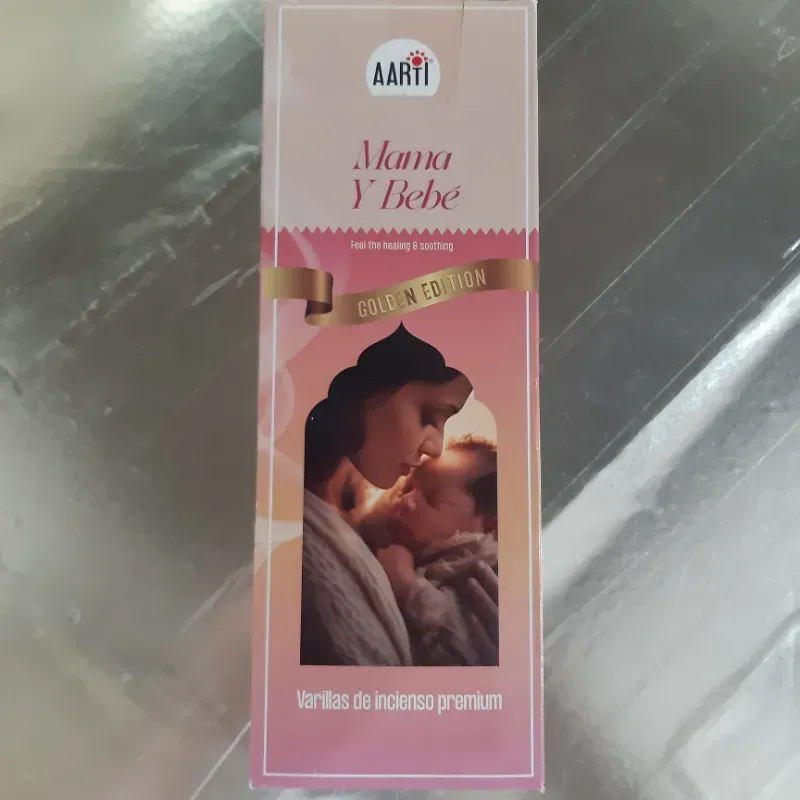 AARTI
Mama
Y Bebé
Feel the healing & soothing
GOLDEN EDITION
Varillas de incienso premium